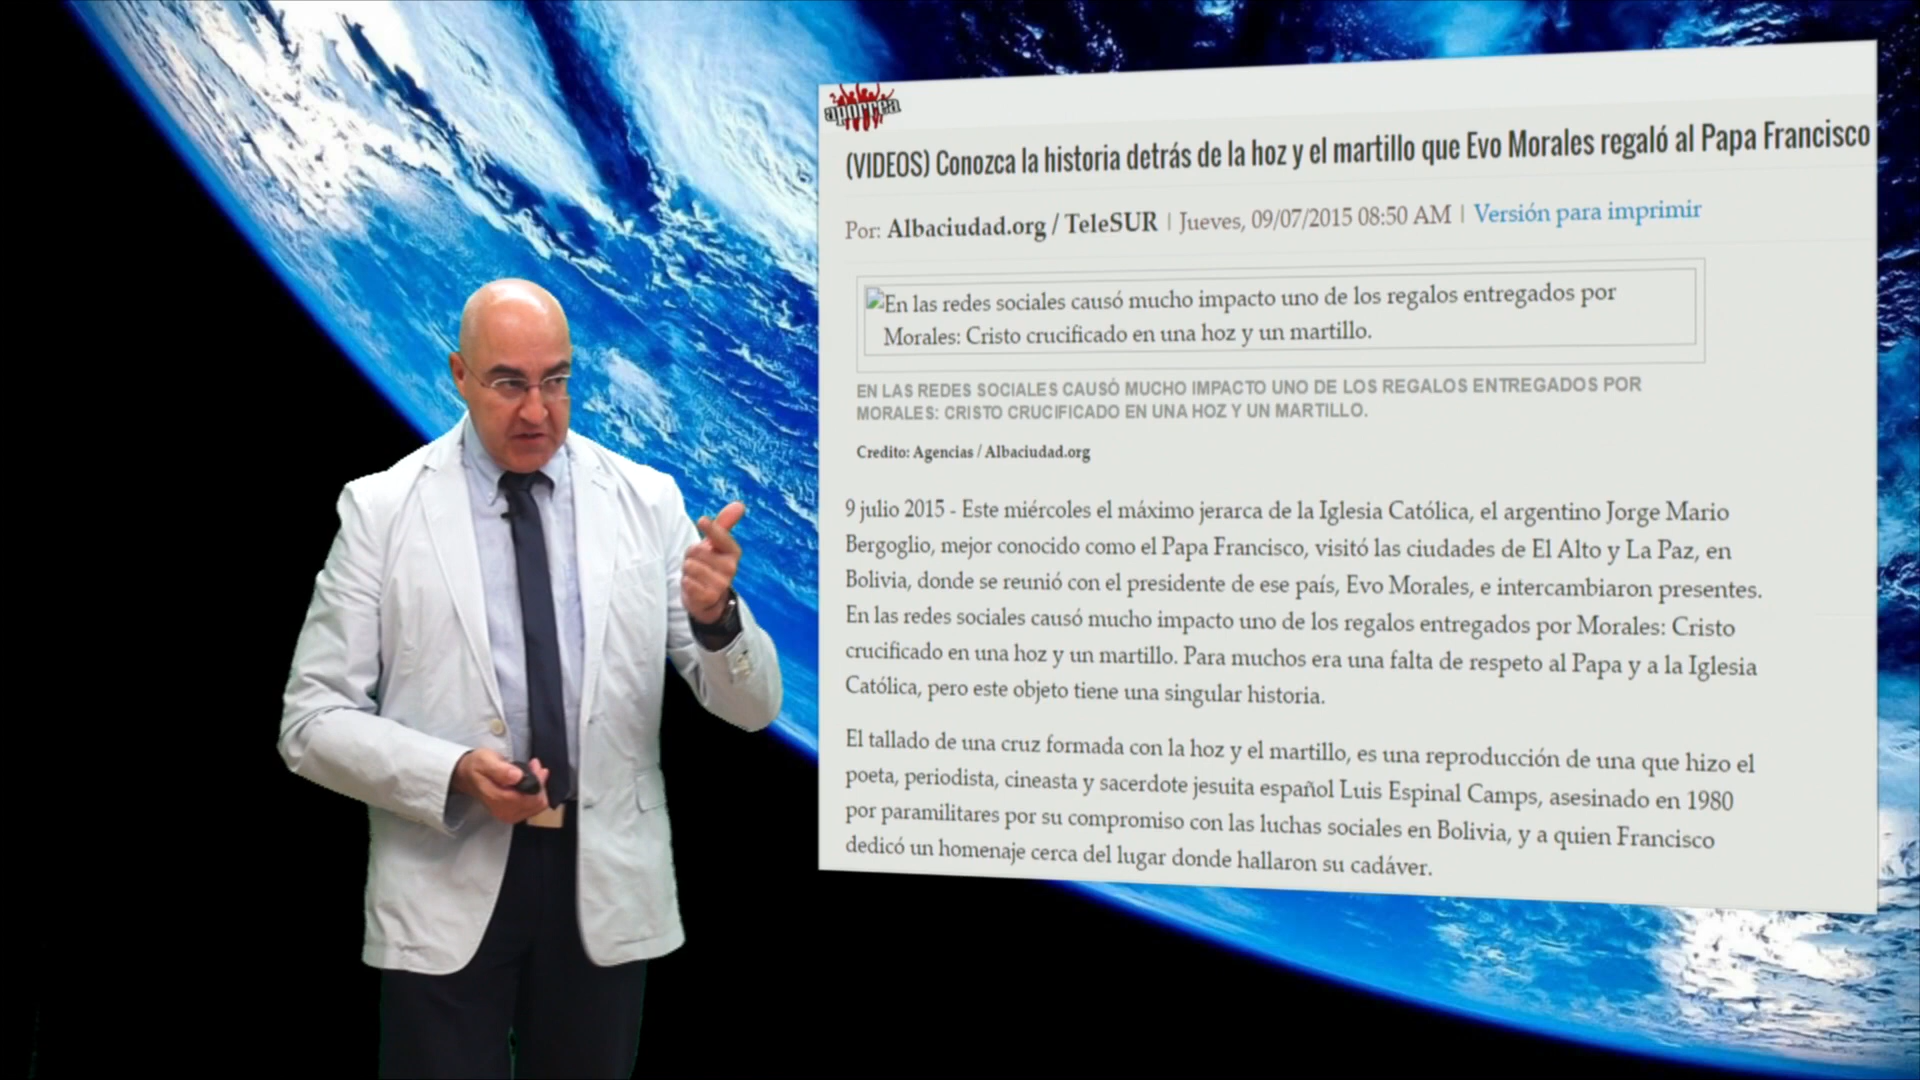 aporrea
(VIDEOS) Conozca la historia detrás de la hoz y el martillo que Evo Morales regaló al Papa Francisco
Por: Albaciudad.org / TeleSUR | Jueves, 09/07/2015 08:50 AM | Versión para imprimir
En las redes sociales causó mucho impacto uno de los regalos entregados por
Morales: Cristo crucificado en una hoz y un martillo.
EN LAS REDES SOCIALES CAUSÓ MUCHO IMPACTO UNO DE LOS REGALOS ENTREGADOS POR
MORALES: CRISTO CRUCIFICADO EN UNA HOZ Y UN MARTILLO.
Credito: Agencias / Albaciudad.org
9 julio 2015 - Este miércoles el máximo jerarca de la Iglesia Católica, el argentino Jorge Mario
Bergoglio, mejor conocido como el Papa Francisco, visitó las ciudades de El Alto y La Paz, en
Bolivia, donde se reunió con el presidente de ese país, Evo Morales, e intercambiaron presentes.
En las redes sociales causó mucho impacto uno de los regalos entregados por Morales: Cristo
crucificado en una hoz y un martillo. Para muchos era una falta de respeto al Papa y a la Iglesia
Católica, pero este objeto tiene una singular historia.
El tallado de una cruz formada con la hoz y el martillo, es una reproducción de una que hizo el
poeta, periodista, cineasta y sacerdote jesuita español Luis Espinal Camps, asesinado en 1980
por paramilitares por su compromiso con las luchas sociales en Bolivia, y a quien Francisco
dedicó un homenaje cerca del lugar donde hallaron su cadáver.